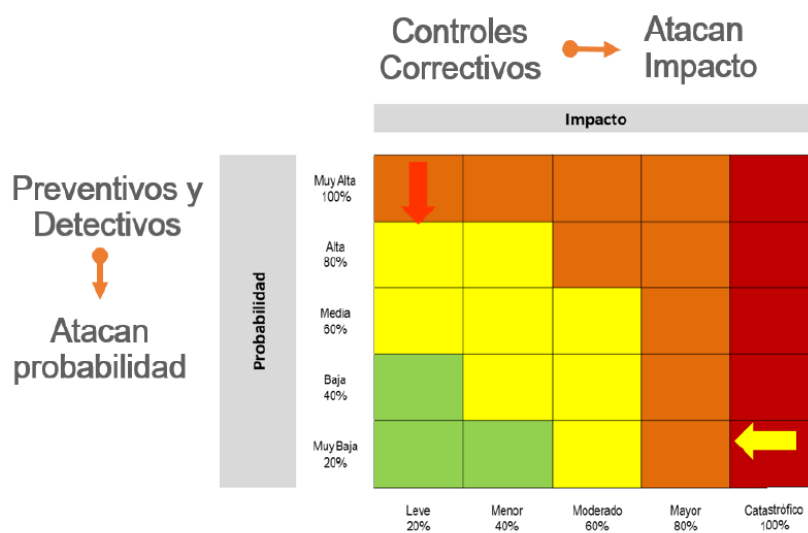 Controles
Correctivos
Atacan
Impacto
Impacto
Preventivos y
Detectivos
Atacan
probabilidad
Probabilidad
Muy Alta
100%
Alta
80%
Media
60%
Baja
40%
Muy Baja
20%
Leve
20%
Menor
40%
Moderado
60%
Mayor
80%
Catastrófico
100%